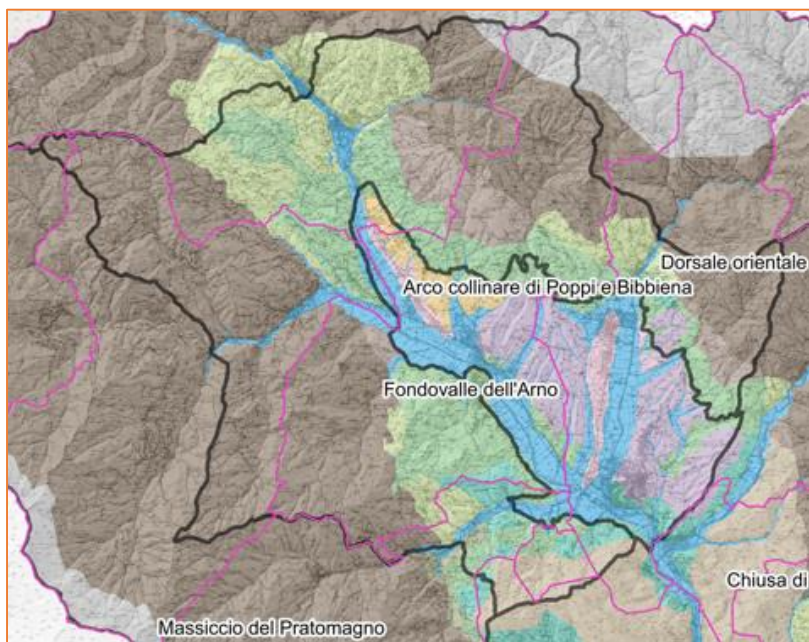 Dorsale orientale
Arco collinare di Poppi e Bibbiena
Fondovalle dell'Arno
Chiusa di
Massiccio del Pratomagno